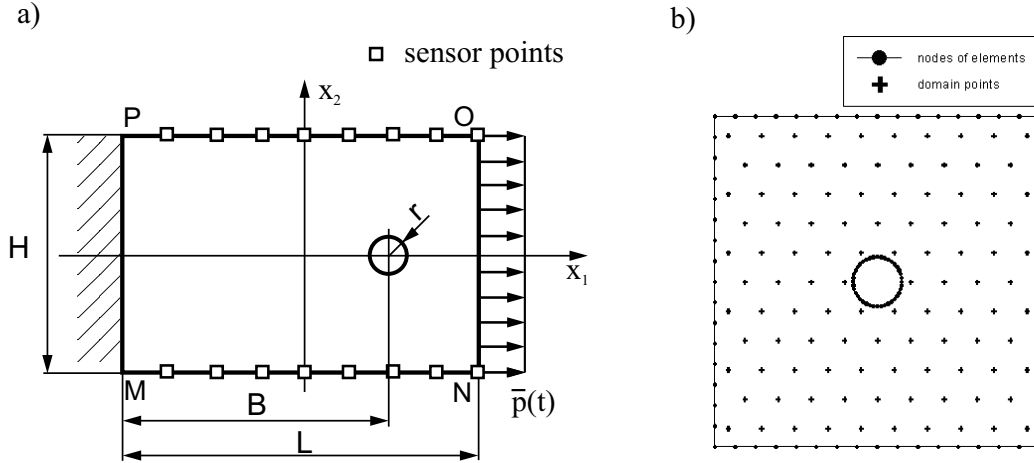 a)
sensor points
x₂
P
O
H
r
x₁
M
N
B
p̅(t)
L
b)
nodes of elements
domain points